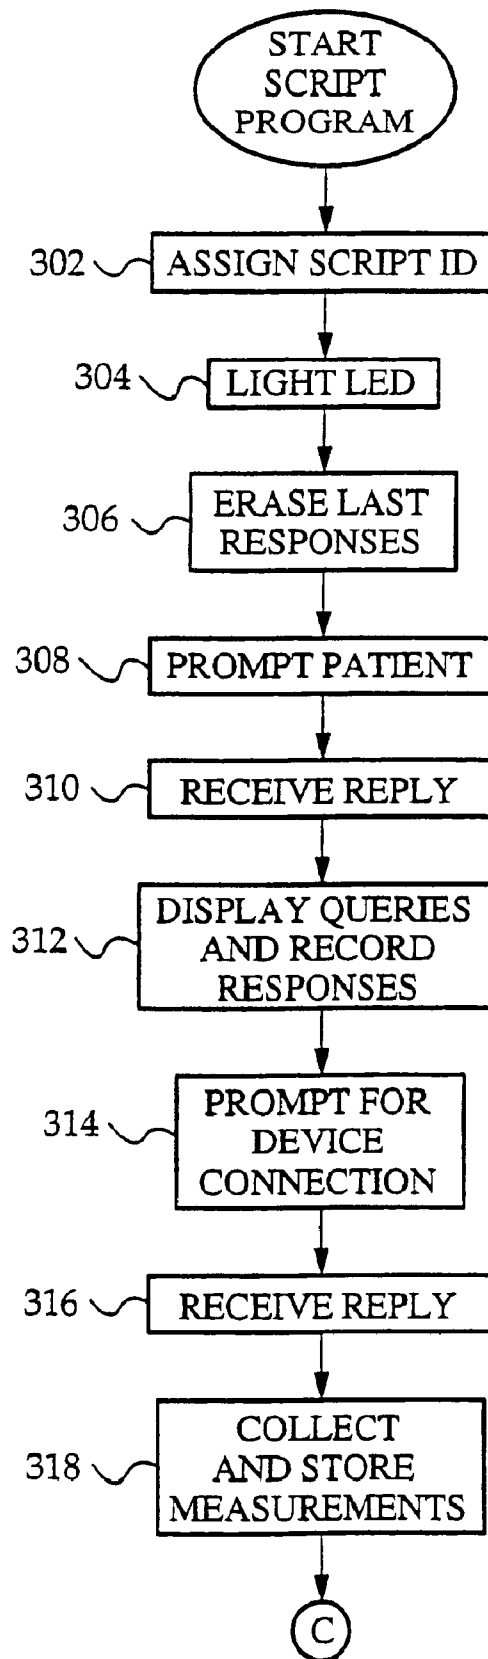 START
SCRIPT
PROGRAM
302
ASSIGN SCRIPT ID
304
LIGHT LED
306
ERASE LAST
RESPONSES
308
PROMPT PATIENT
310
RECEIVE REPLY
312
DISPLAY QUERIES
AND RECORD
RESPONSES
314
PROMPT FOR
DEVICE
CONNECTION
316
RECEIVE REPLY
318
COLLECT
AND STORE
MEASUREMENTS
C